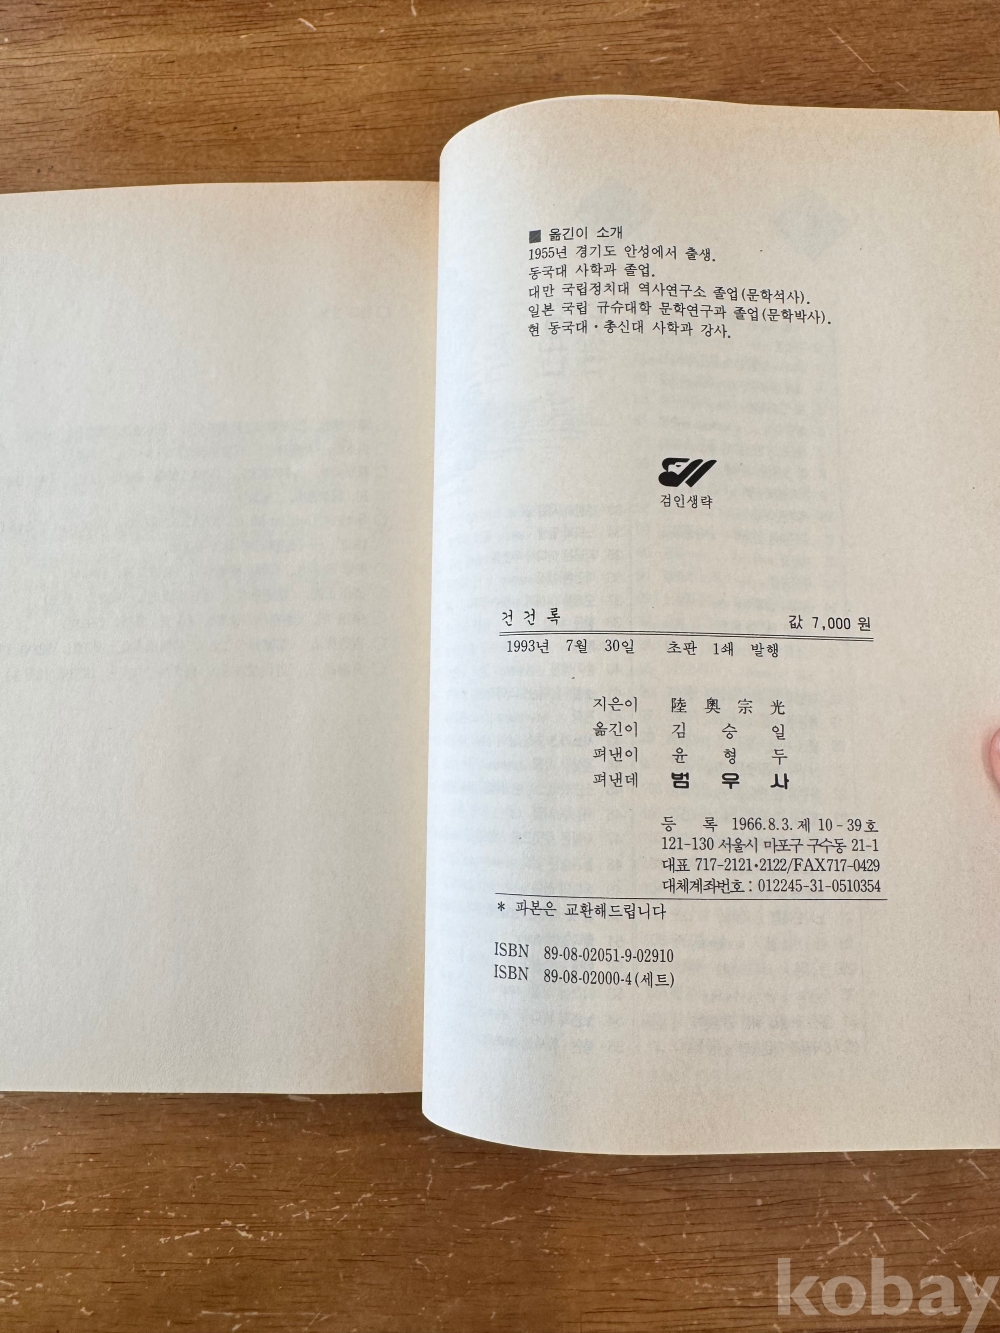 ■ 옮긴이 소개
1955년 경기도 안성에서 출생.
동국대 사학과 졸업.
대만 국립정치대 역사연구소 졸업(문학석사).
일본 국립 규슈대학 문학연구과 졸업(문학박사).
현 동국대·총신대 사학과 강사.
검인생략
건건록 값 7,000 원
1993년 7월 30일 초판 1쇄 발행
지은이 陸奧宗光
옮긴이 김승일
펴낸이 윤형두
펴낸데 범우사
등 록 1966.8.3. 제 10-39호
121-130 서울시 마포구 구수동 21-1
대표 717-2121·2122/FAX717-0429
대체계좌번호: 012245-31-0510354
* 파본은 교환해드립니다
ISBN 89-08-02051-9-02910
ISBN 89-08-02000-4(세트)
kobay